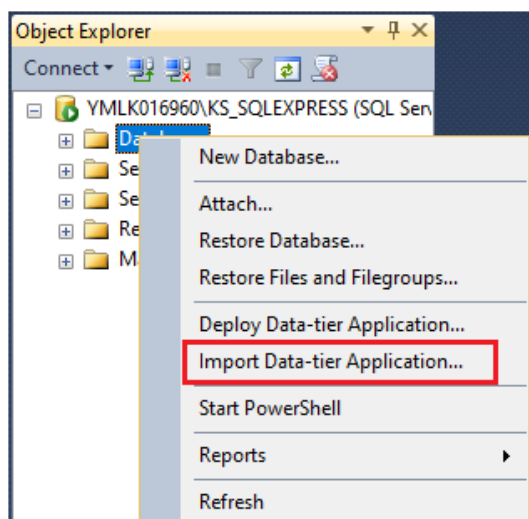 Object Explorer
Connect
YMLK016960\KS_SQLEXPRESS (SQL Ser
New Database...
Attach...
Restore Database...
Restore Files and Filegroups...
Deploy Data-tier Application...
Import Data-tier Application...
Start PowerShell
Reports
Refresh